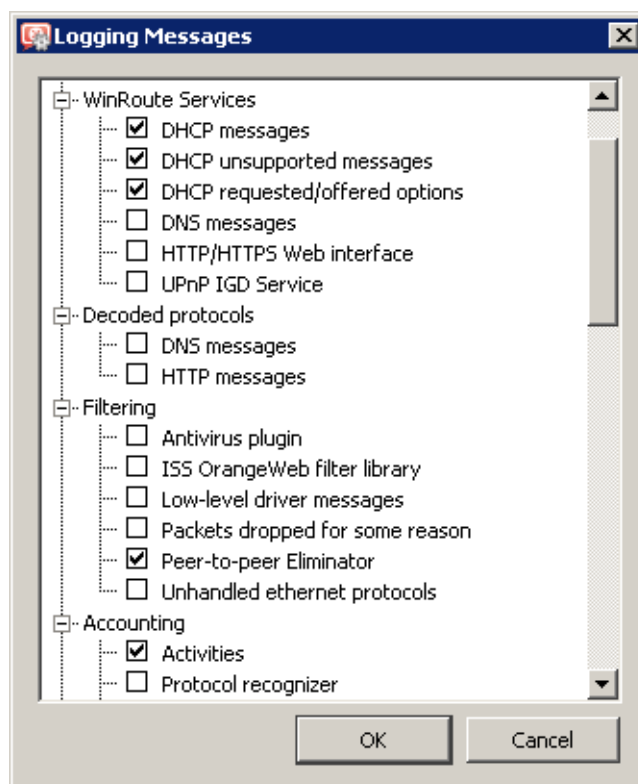 Logging Messages
WinRoute Services
DHCP messages
DHCP unsupported messages
DHCP requested/offered options
DNS messages
HTTP/HTTPS Web interface
UPnP IGD Service
Decoded protocols
DNS messages
HTTP messages
Filtering
Antivirus plugin
ISS OrangeWeb filter library
Low-level driver messages
Packets dropped for some reason
Peer-to-peer Eliminator
Unhandled ethernet protocols
Accounting
Activities
Protocol recognizer
OK Cancel